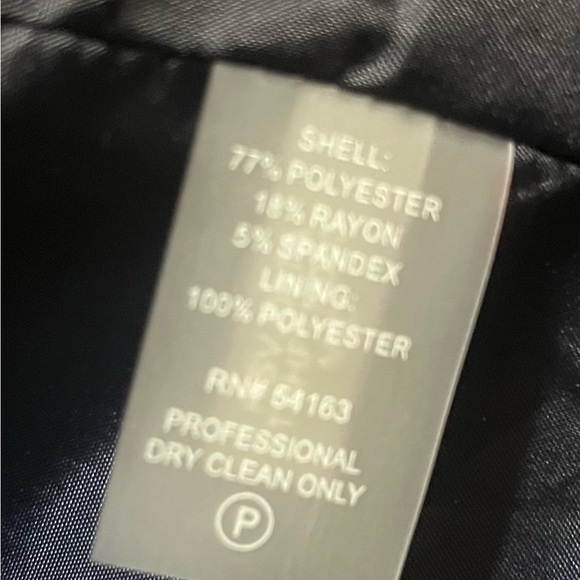 SHELL:
77% POLYESTER
18% RAYON
5% SPANDEX
LINING:
100% POLYESTER
RN# 54163
PROFESSIONAL
DRY CLEAN ONLY
P